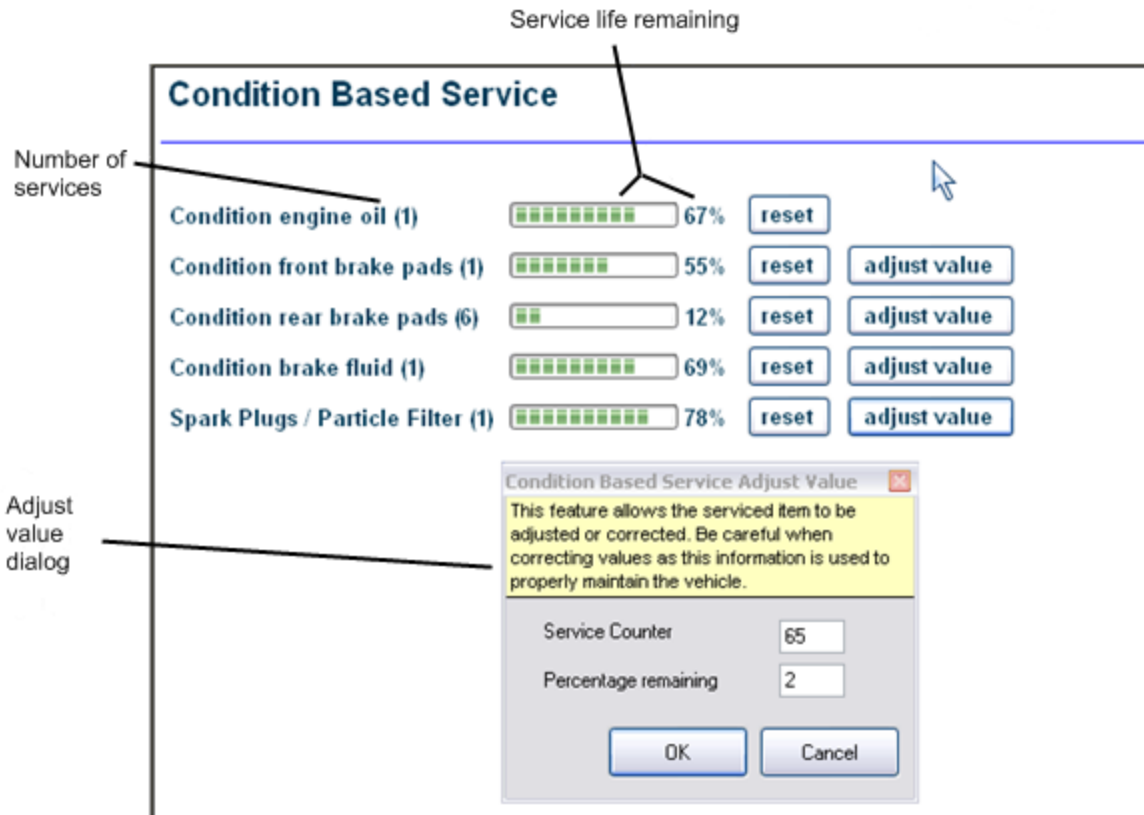 Service life remaining
Condition Based Service
Number of
services
Condition engine oil (1) 67% reset
Condition front brake pads (1) 55% reset adjust value
Condition rear brake pads (6) 12% reset adjust value
Condition brake fluid (1) 69% reset adjust value
Spark Plugs / Particle Filter (1) 78% reset adjust value
Adjust
value
dialog
Condition Based Service Adjust Value
This feature allows the serviced item to be
adjusted or corrected. Be careful when
correcting values as this information is used to
properly maintain the vehicle.
Service Counter 65
Percentage remaining 2
OK Cancel